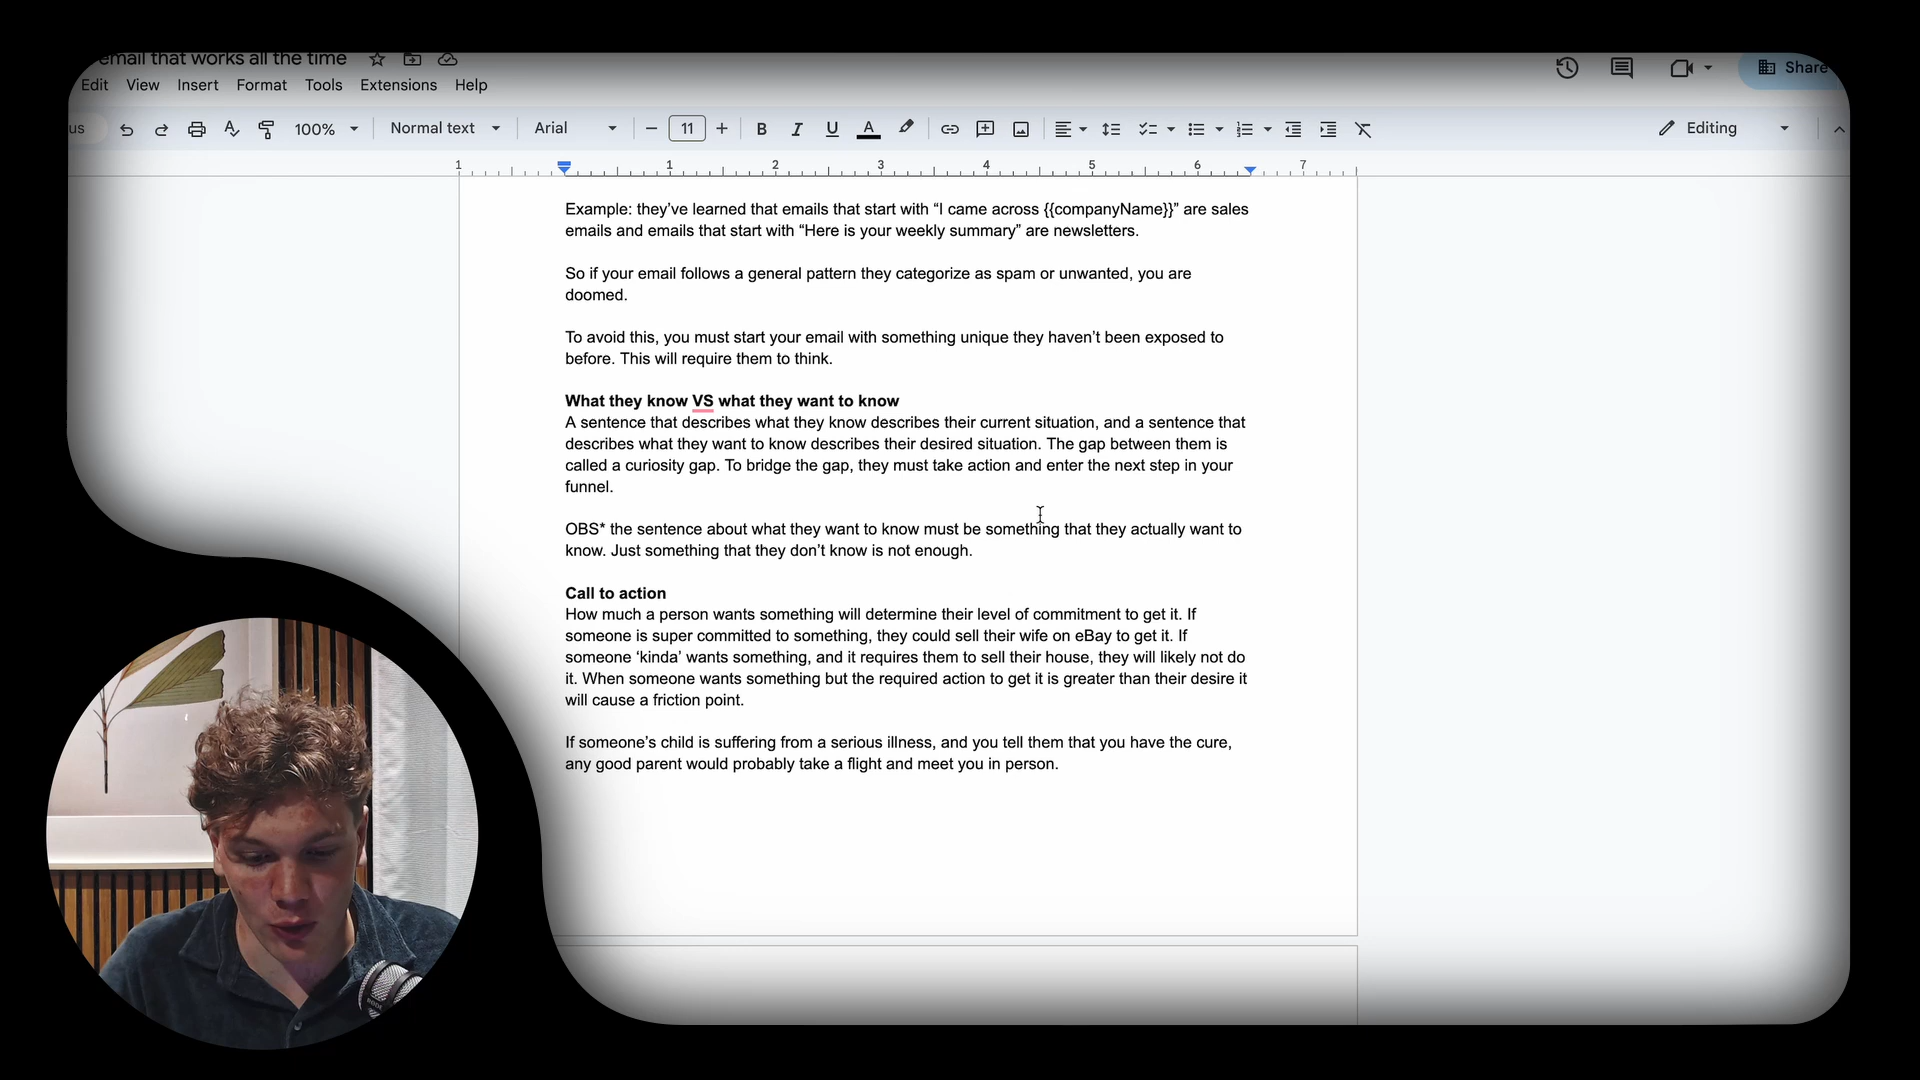 email that works all the time
Edit View Insert Format Tools Extensions Help
Share
us 100% Normal text Arial 11 B I U A Editing
1 1 2 3 4 5 6 7
Example: they’ve learned that emails that start with “I came across {{companyName}}” are sales
emails and emails that start with “Here is your weekly summary” are newsletters.
So if your email follows a general pattern they categorize as spam or unwanted, you are
doomed.
To avoid this, you must start your email with something unique they haven’t been exposed to
before. This will require them to think.
What they know VS what they want to know
A sentence that describes what they know describes their current situation, and a sentence that
describes what they want to know describes their desired situation. The gap between them is
called a curiosity gap. To bridge the gap, they must take action and enter the next step in your
funnel.
OBS* the sentence about what they want to know must be something that they actually want to
know. Just something that they don’t know is not enough.
Call to action
How much a person wants something will determine their level of commitment to get it. If
someone is super committed to something, they could sell their wife on eBay to get it. If
someone ‘kinda’ wants something, and it requires them to sell their house, they will likely not do
it. When someone wants something but the required action to get it is greater than their desire it
will cause a friction point.
If someone’s child is suffering from a serious illness, and you tell them that you have the cure,
any good parent would probably take a flight and meet you in person.
RODE